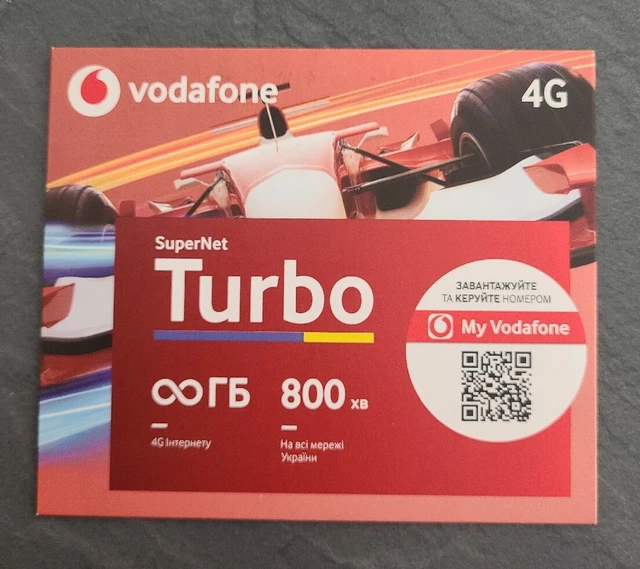 vodafone
4G
SuperNet
Turbo
∞ ГБ
4G Інтернету
800 хв
На всі мережі
України
ЗАВАНТАЖУЙТЕ
ТА КЕРУЙТЕ НОМЕРОМ
My Vodafone